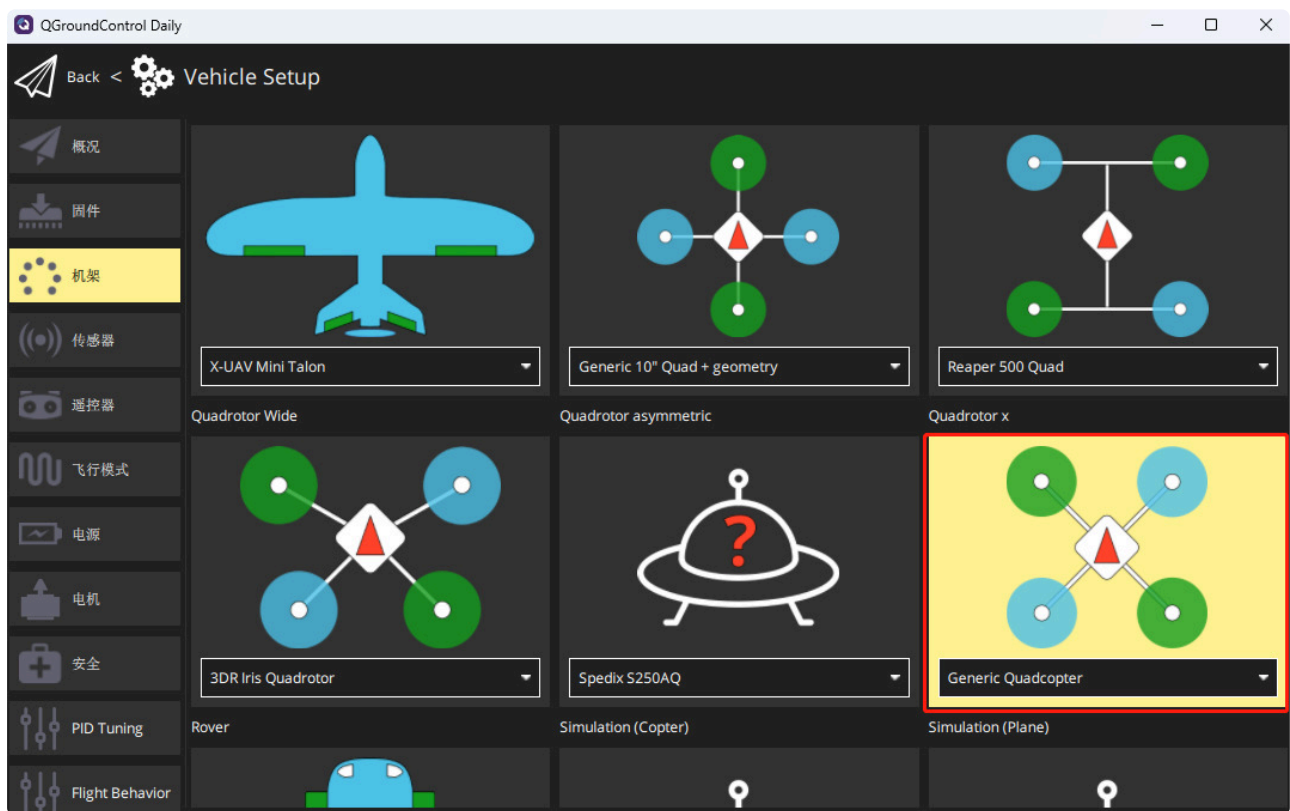 QGroundControl Daily
Back < Vehicle Setup
概况
固件
机架
传感器
遥控器
飞行模式
电源
电机
安全
PID Tuning
Flight Behavior
X-UAV Mini Talon
Generic 10" Quad + geometry
Reaper 500 Quad
Quadrotor Wide
Quadrotor asymmetric
Quadrotor x
?
3DR Iris Quadrotor
Spedix S250AQ
Generic Quadcopter
Rover
Simulation (Copter)
Simulation (Plane)